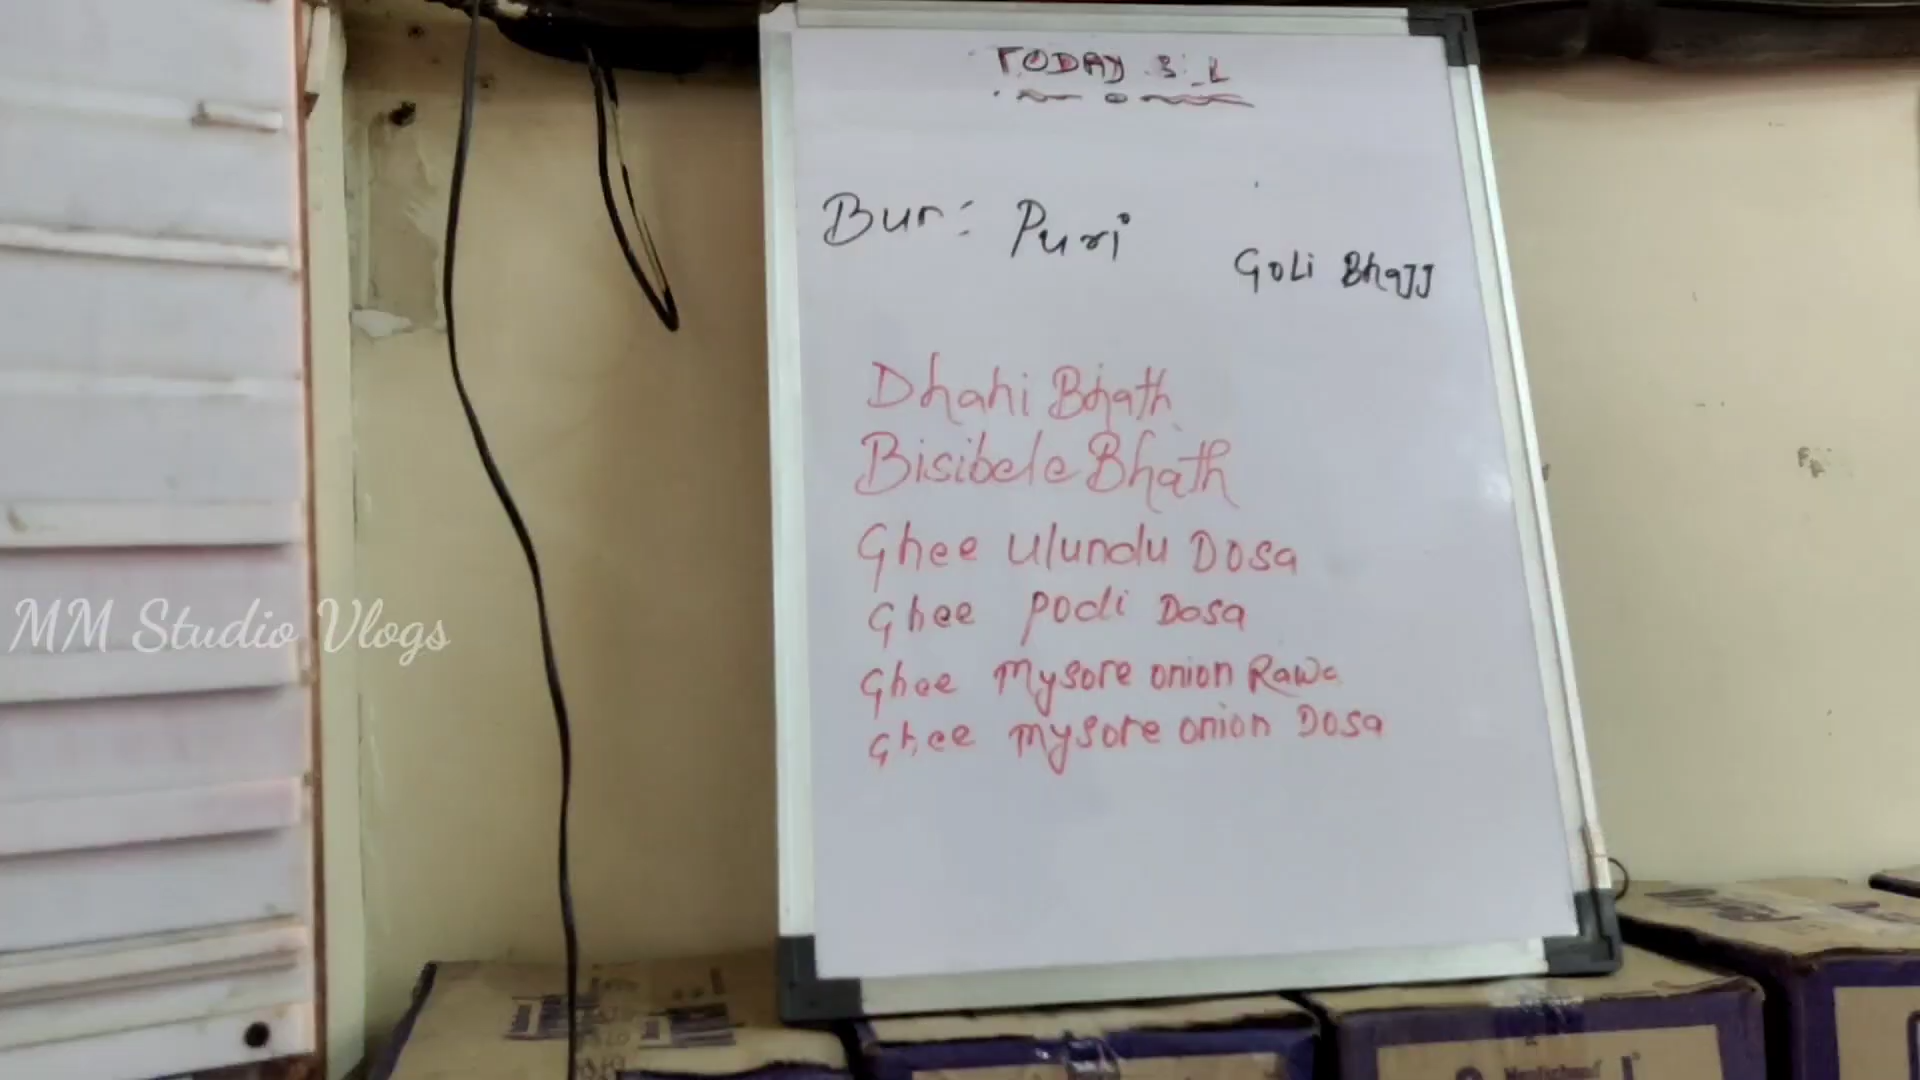 TODAY
Bun: Puri
Goli Bhajj
Dhahi Bhath
Bisibele Bhath
Ghee ulundu Dosa
Ghee Podi Dosa
Ghee mysore onion Rawa
Ghee mysore onion Dosa
MM Studio Vlogs